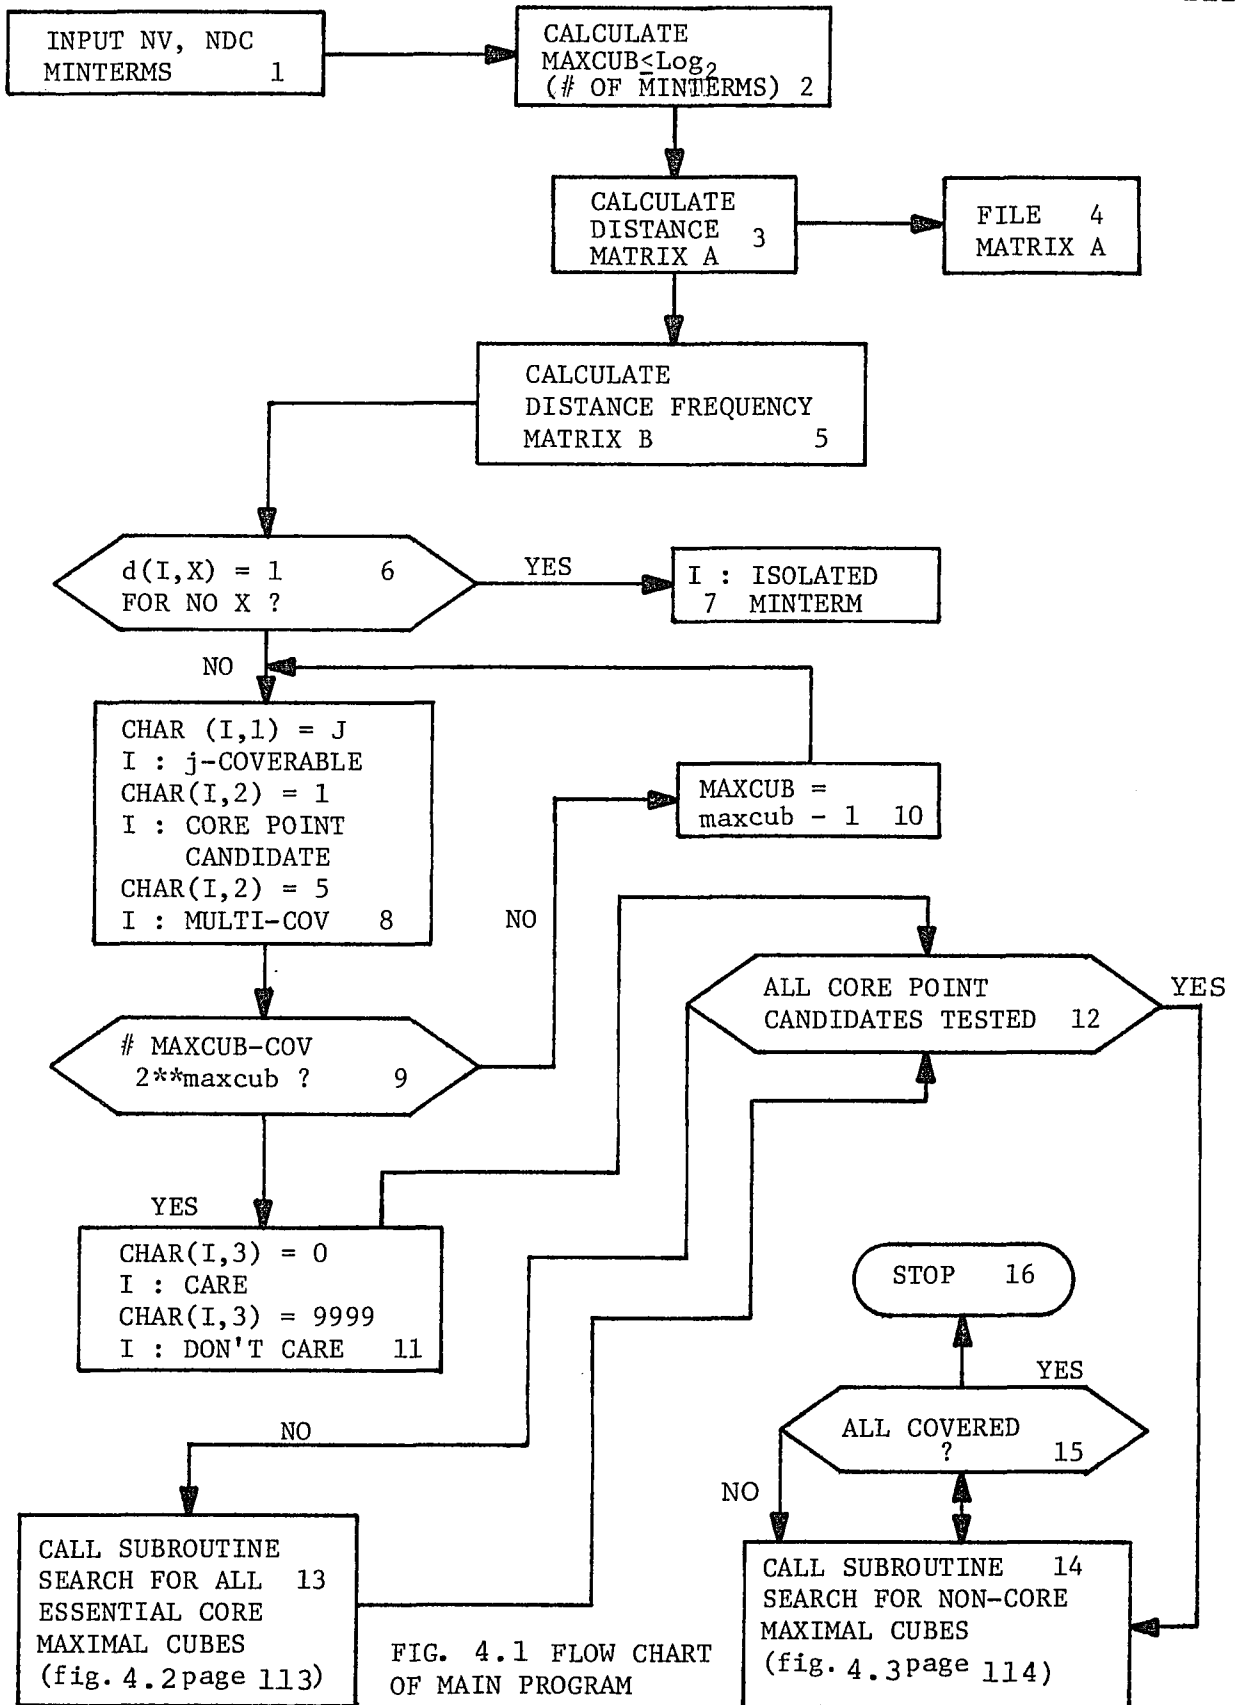 INPUT NV, NDC
MINTERMS 1
CALCULATE
MAXCUB≤Log2
(# OF MINTERMS) 2
CALCULATE
DISTANCE 3
MATRIX A
FILE 4
MATRIX A
CALCULATE
DISTANCE FREQUENCY
MATRIX B 5
d(I,X) = 1 6
FOR NO X ?
YES
I : ISOLATED
7 MINTERM
NO
CHAR (I,1) = J
I : j-COVERABLE
CHAR(I,2) = 1
I : CORE POINT
CANDIDATE
CHAR(I,2) = 5
I : MULTI-COV 8
MAXCUB =
maxcub - 1 10
NO
# MAXCUB-COV
2**maxcub ? 9
ALL CORE POINT
CANDIDATES TESTED 12
YES
YES
CHAR(I,3) = 0
I : CARE
CHAR(I,3) = 9999
I : DON'T CARE 11
STOP 16
YES
ALL COVERED
? 15
NO
NO
CALL SUBROUTINE
SEARCH FOR ALL 13
ESSENTIAL CORE
MAXIMAL CUBES
(fig. 4.2 page 113)
CALL SUBROUTINE 14
SEARCH FOR NON-CORE
MAXIMAL CUBES
(fig. 4.3 page 114)
FIG. 4.1 FLOW CHART
OF MAIN PROGRAM